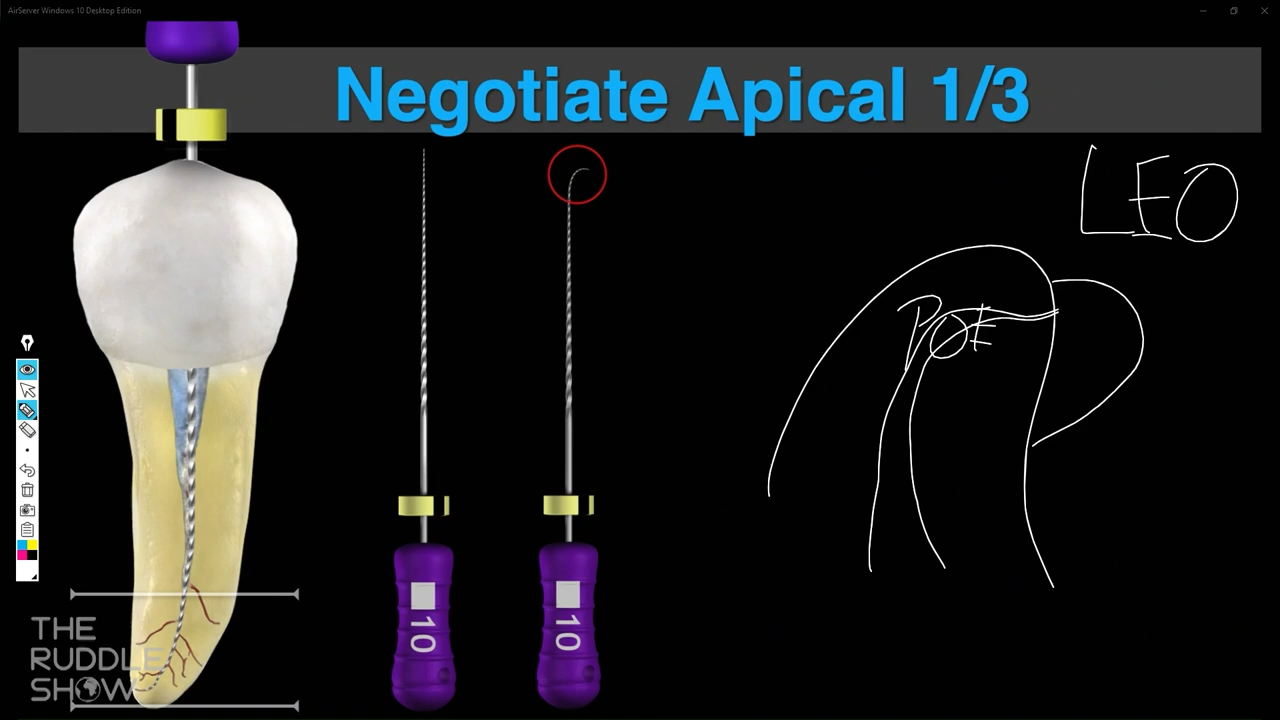 AirServer Windows 10 Desktop Edition
Negotiate Apical 1/3
LEO
POE
10
10
THE
RUDDLE
SHOW